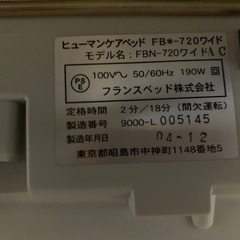 ヒューマンケアベッド FB*-720ワイド
モデル名：FBN-720ワイドＩＣ
PSE 100V～ 50/60Hz 190W
フランスベッド株式会社
定格時間 2分／18分（間欠運転）
製造番号 9000-L 005145
製造年月日 04-12
東京都昭島市中神町1148番地5